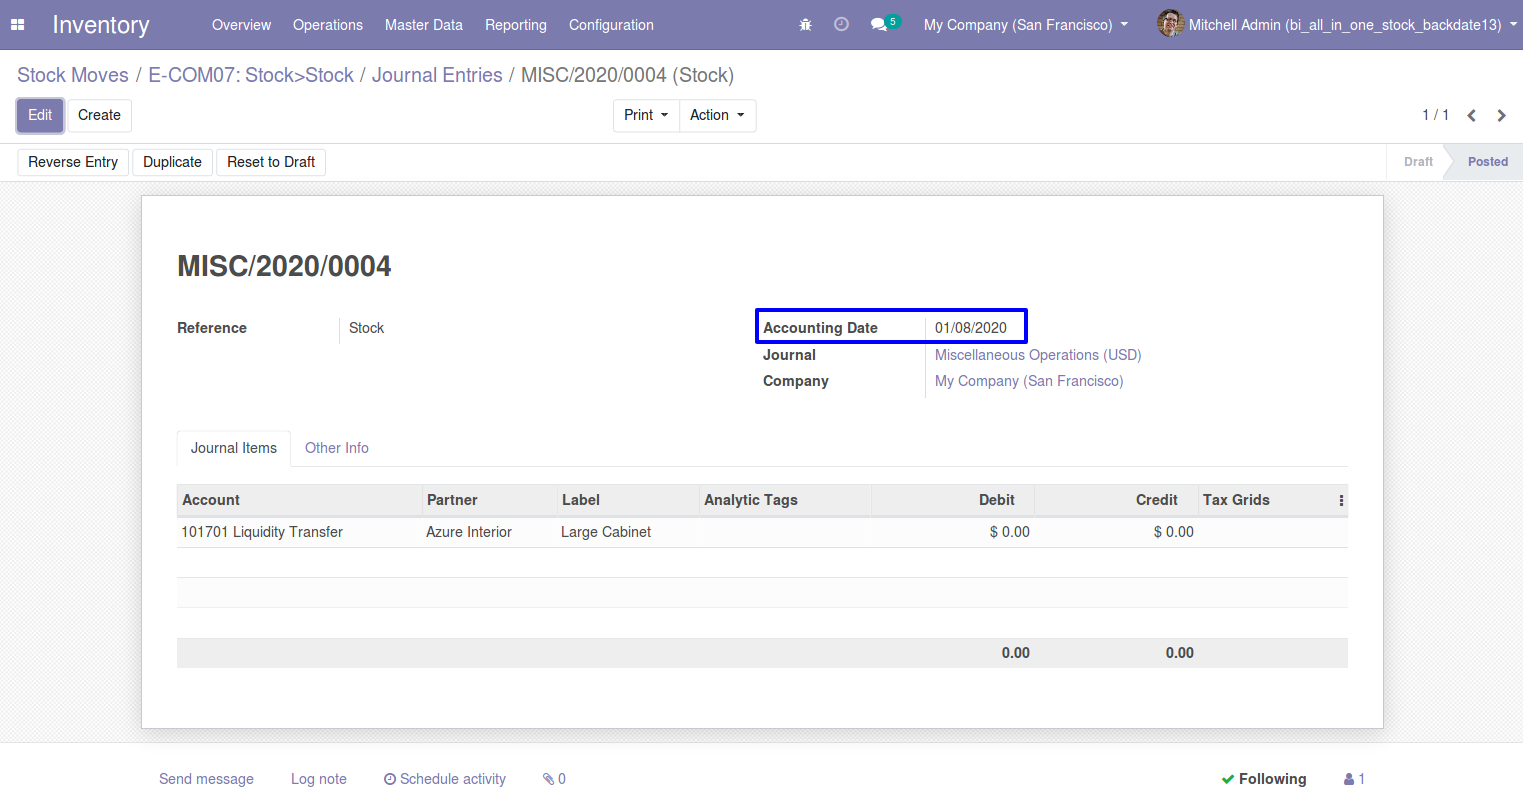 Inventory Overview Operations Master Data Reporting Configuration 5 My Company (San Francisco) Mitchell Admin (bi_all_in_one_stock_backdate13)
Stock Moves / E-COM07: Stock>Stock / Journal Entries / MISC/2020/0004 (Stock)
Edit Create Print Action 1 / 1
Reverse Entry Duplicate Reset to Draft Draft Posted
MISC/2020/0004
Reference Stock Accounting Date 01/08/2020
Journal Miscellaneous Operations (USD)
Company My Company (San Francisco)
Journal Items Other Info
Account Partner Label Analytic Tags Debit Credit Tax Grids
101701 Liquidity Transfer Azure Interior Large Cabinet $ 0.00 $ 0.00
0.00 0.00
Send message Log note Schedule activity 0 Following 1